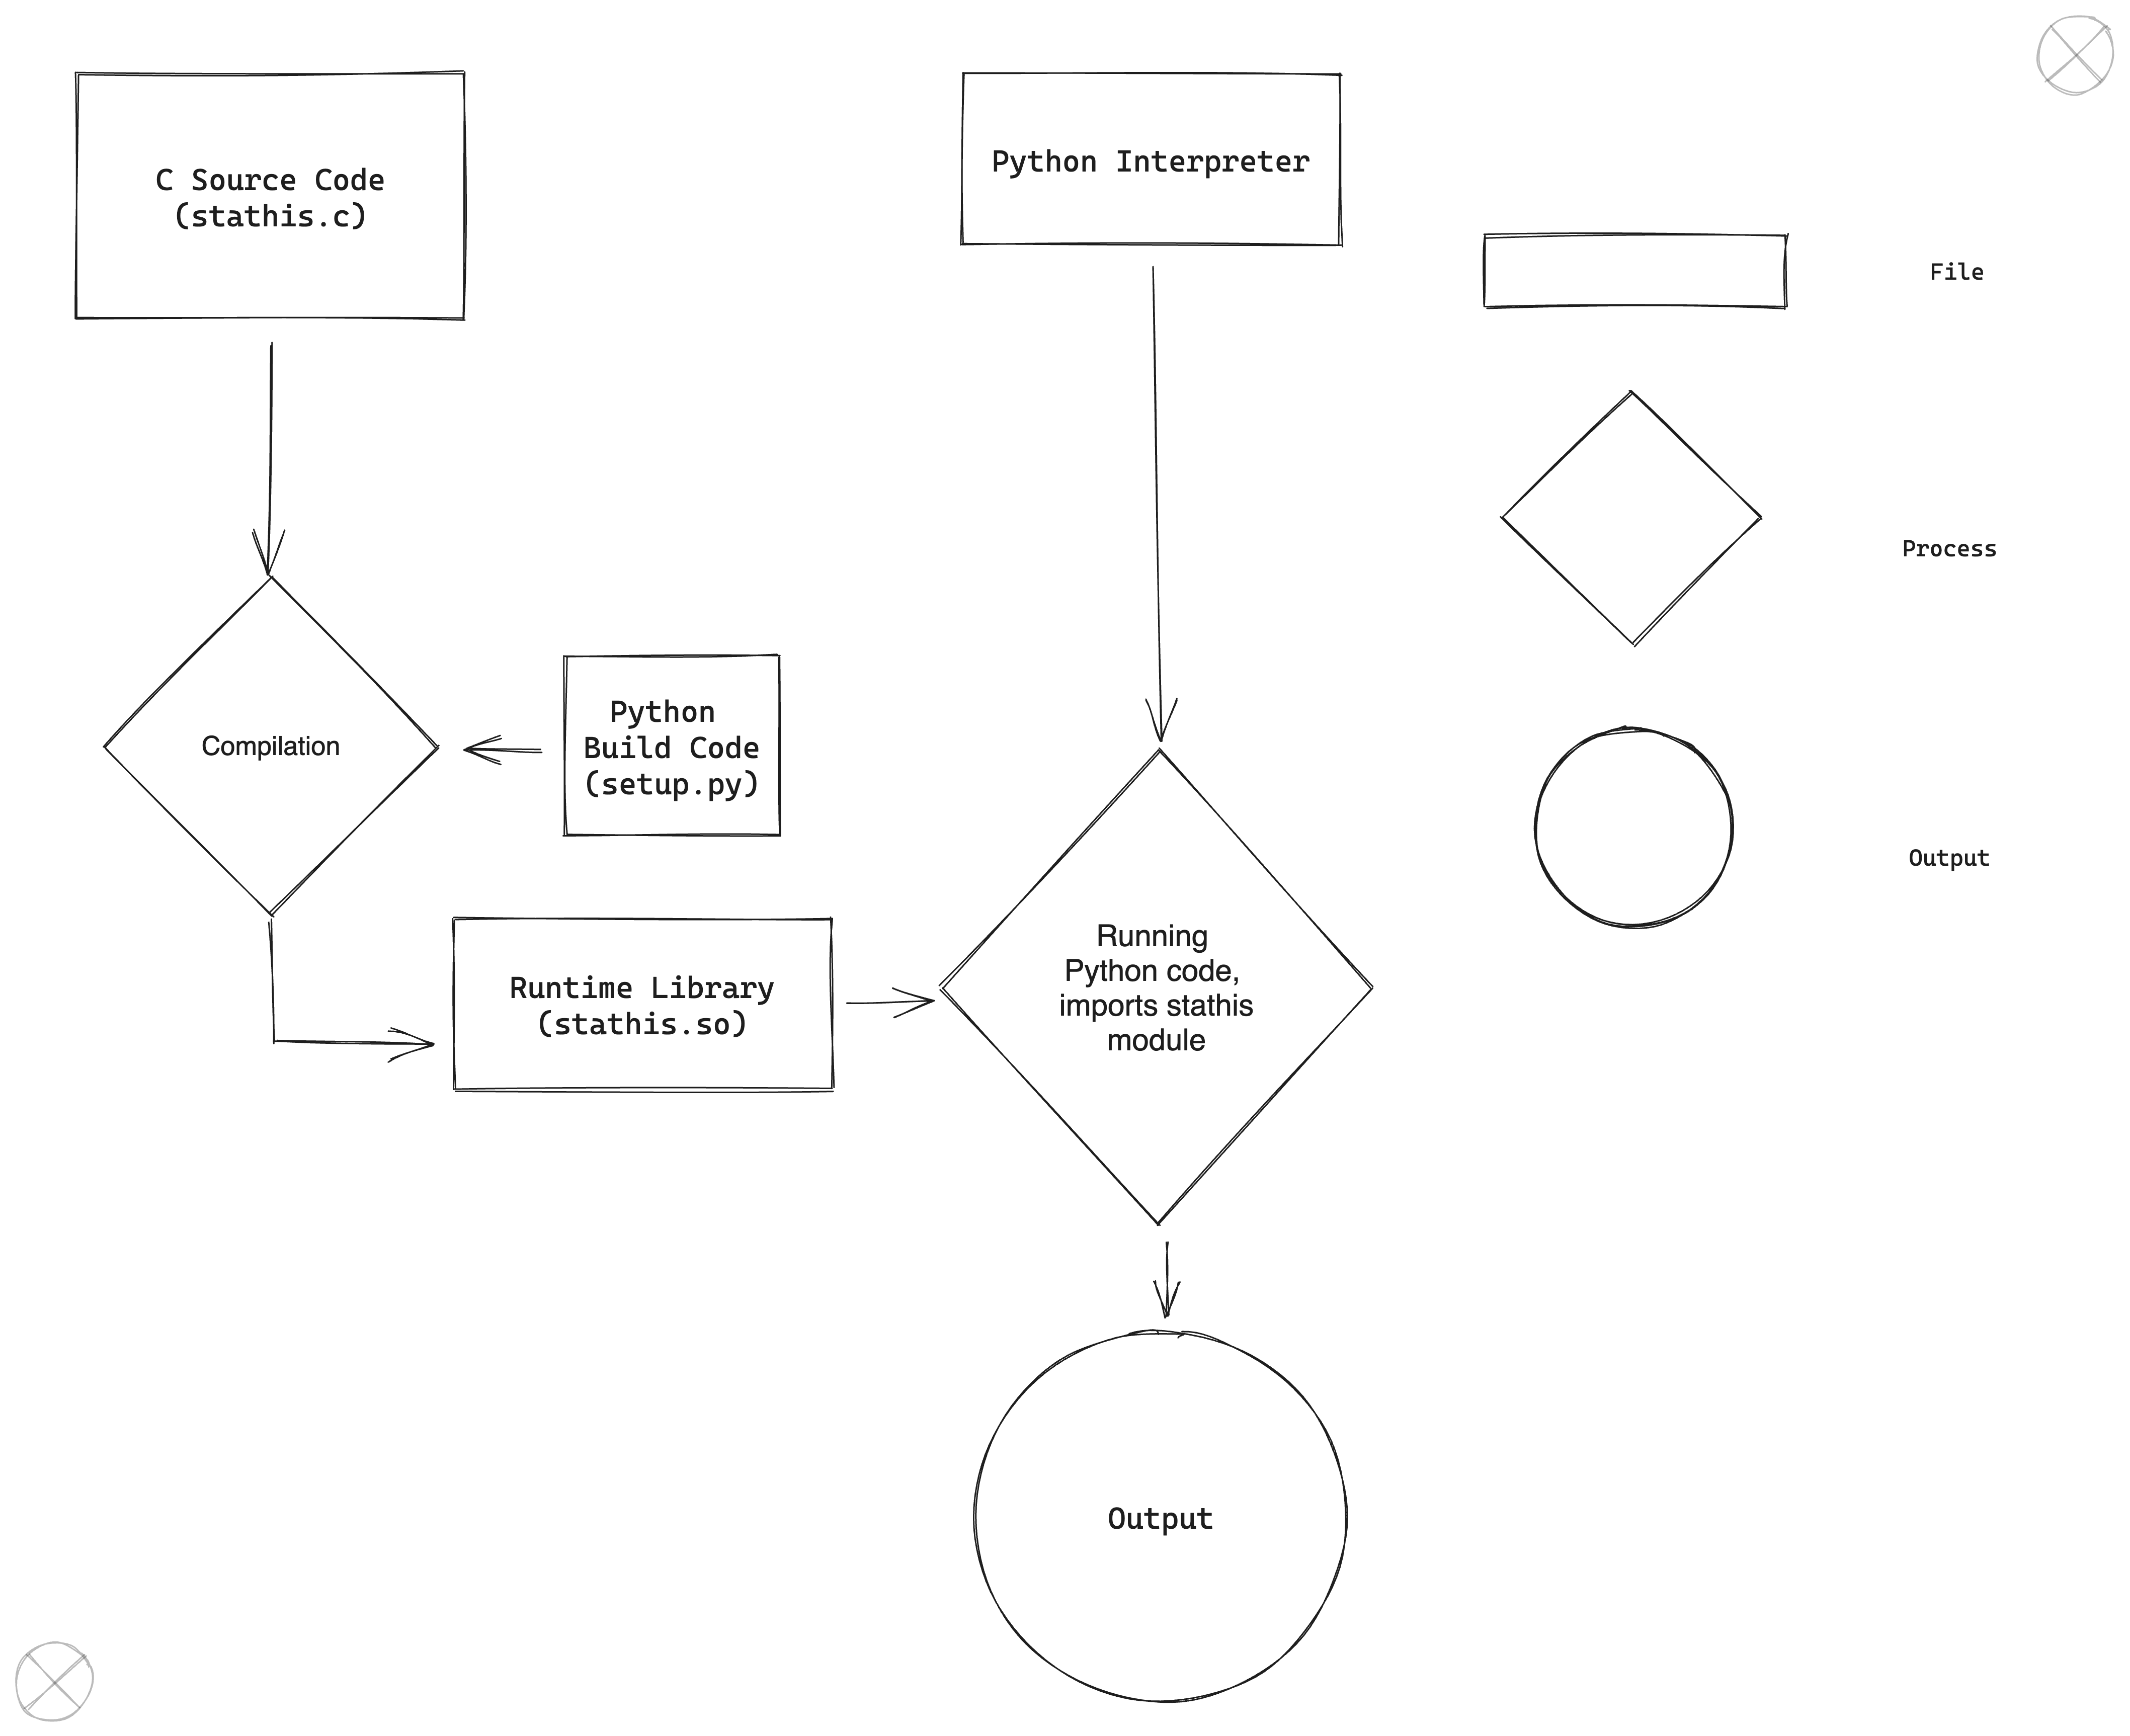 C Source Code
(stathis.c)
Python Interpreter
File
Process
Compilation
Python
Build Code
(setup.py)
Output
Runtime Library
(stathis.so)
Running
Python code,
imports stathis
module
Output